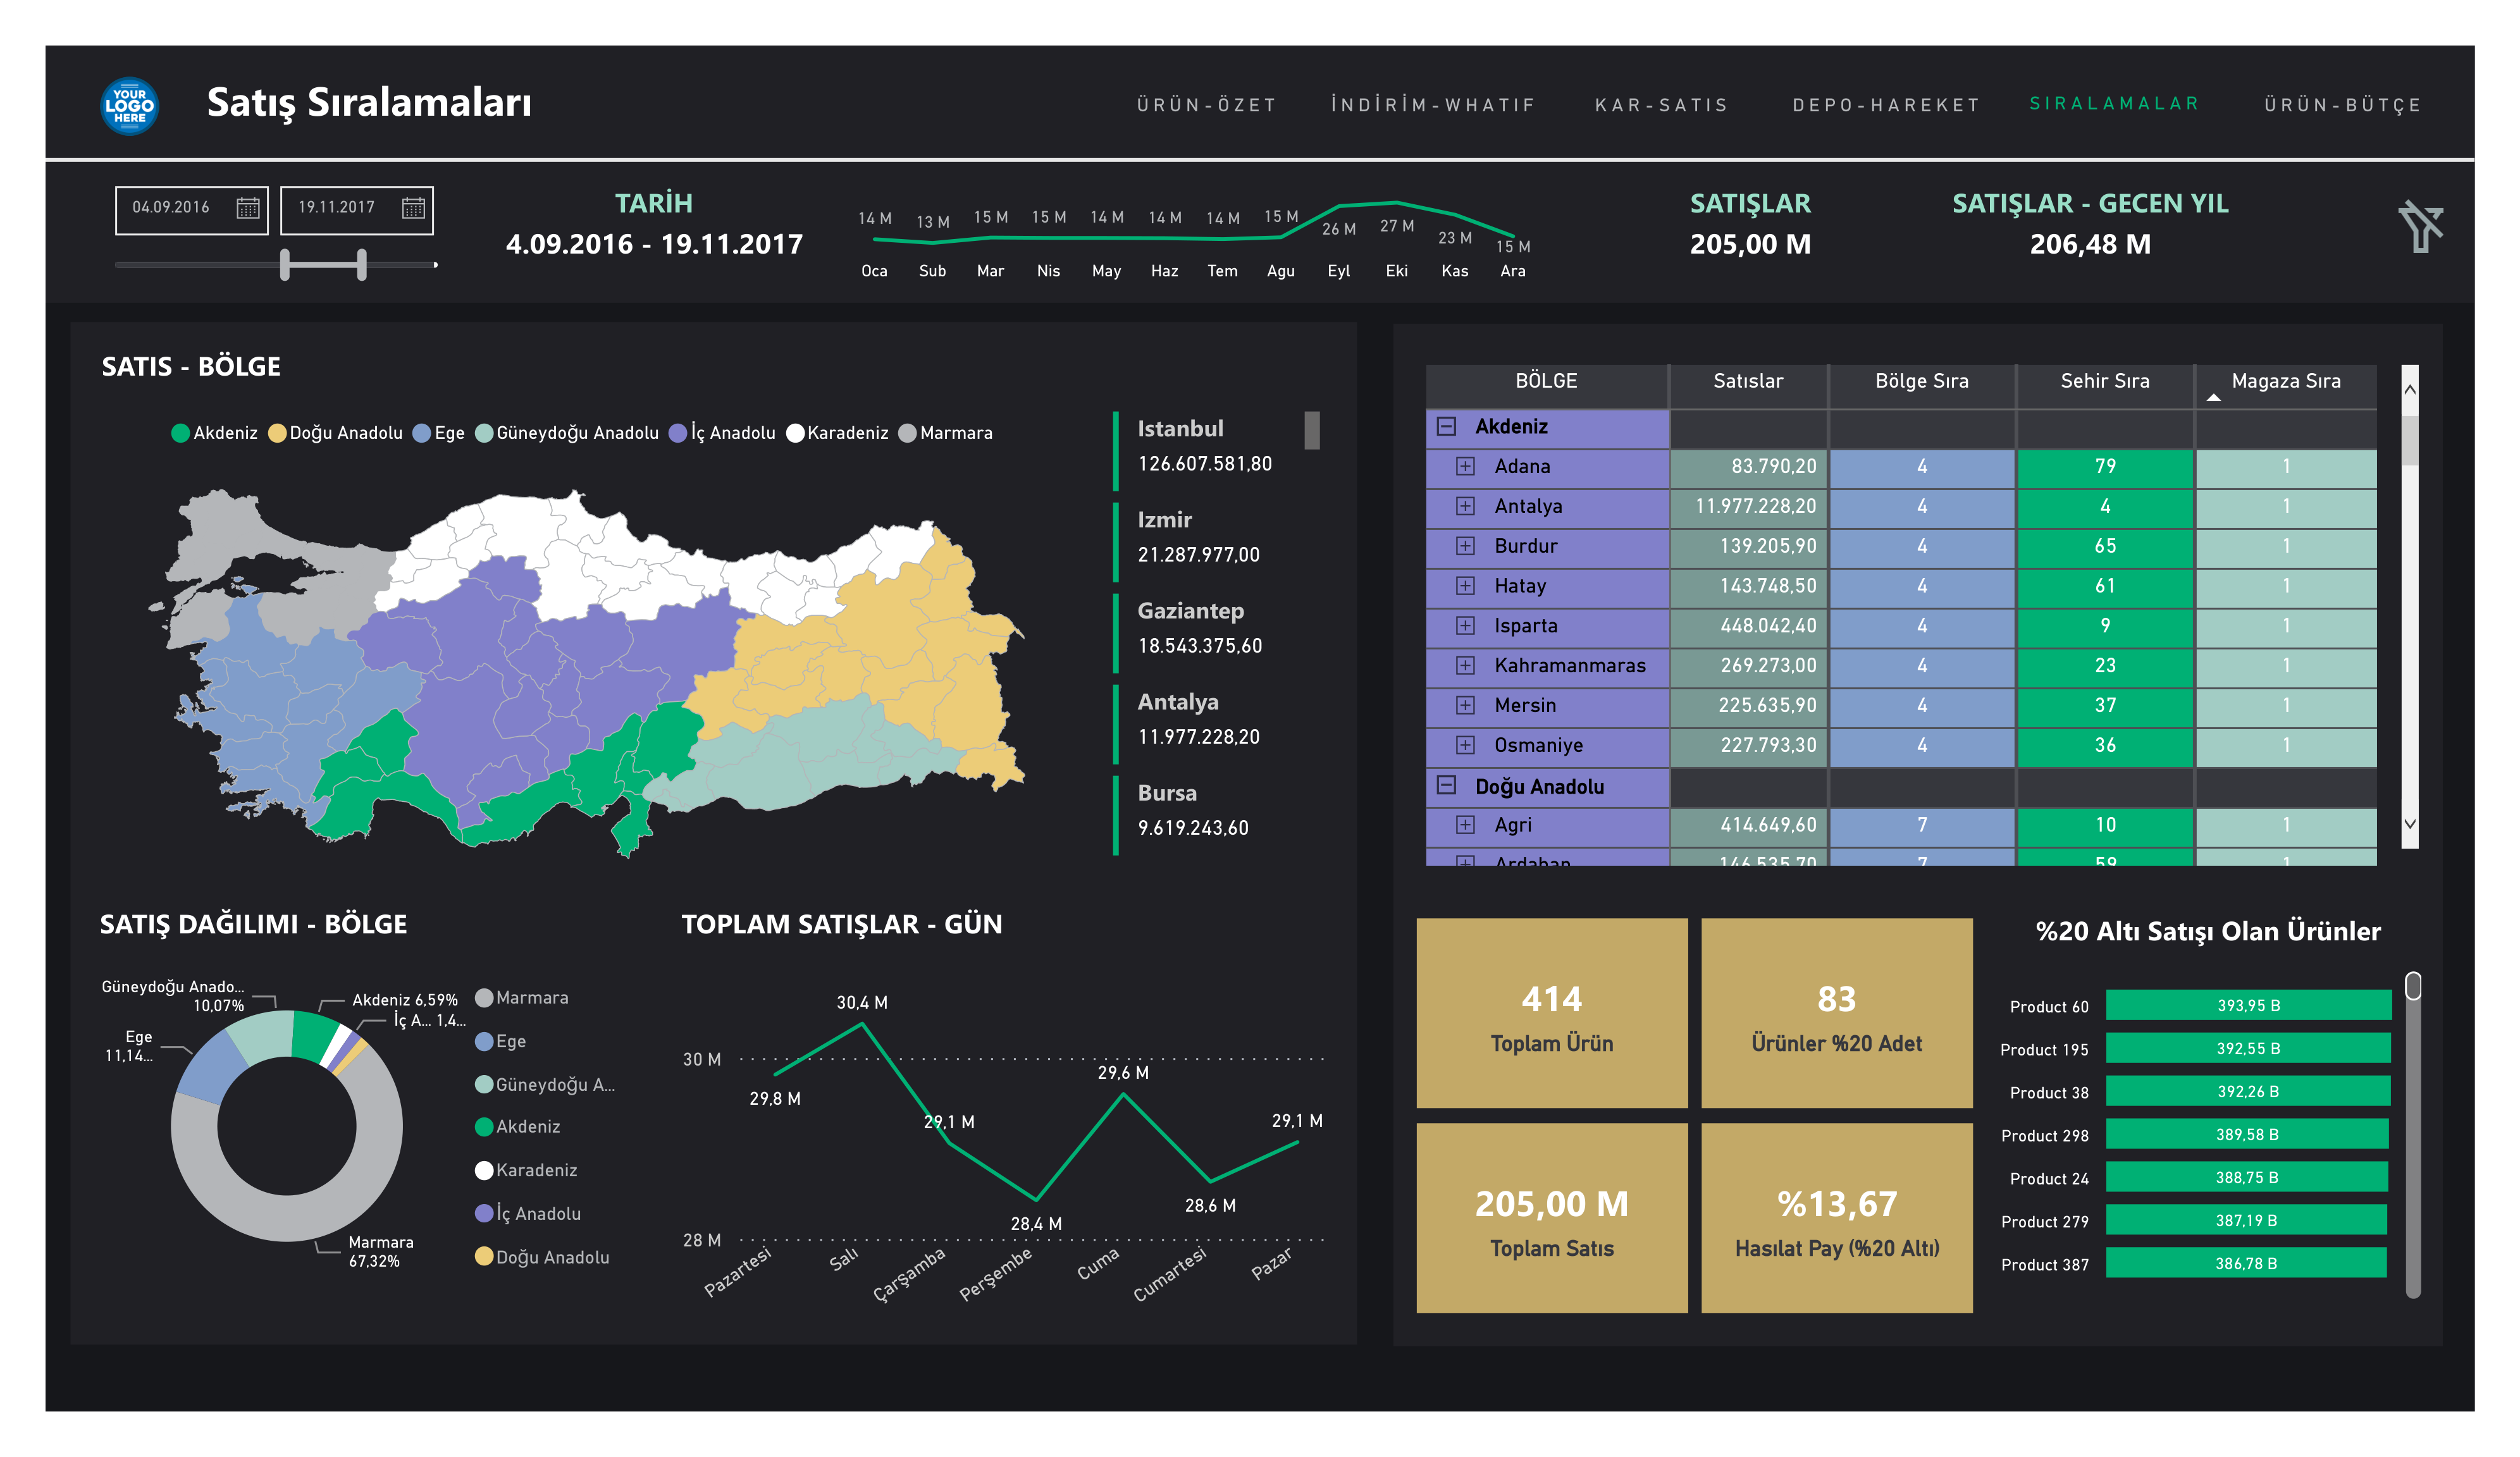 YOUR
LOGO
HERE
Satış Sıralamaları
ÜRÜN-ÖZET İNDİRİM-WHATIF KAR-SATIS DEPO-HAREKET SIRALAMALAR ÜRÜN-BÜTÇE
04.09.2016 19.11.2017
TARİH
4.09.2016 - 19.11.2017
14 M 13 M 15 M 15 M 14 M 14 M 14 M 15 M 26 M 27 M 23 M 15 M
Oca Sub Mar Nis May Haz Tem Agu Eyl Eki Kas Ara
SATIŞLAR
205,00 M
SATIŞLAR - GECEN YIL
206,48 M
SATIS - BÖLGE
Akdeniz Doğu Anadolu Ege Güneydoğu Anadolu İç Anadolu Karadeniz Marmara
Istanbul
126.607.581,80
Izmir
21.287.977,00
Gaziantep
18.543.375,60
Antalya
11.977.228,20
Bursa
9.619.243,60
BÖLGE Satıslar Bölge Sıra Sehir Sıra Magaza Sıra
Akdeniz
Adana 83.790,20 4 79 1
Antalya 11.977.228,20 4 4 1
Burdur 139.205,90 4 65 1
Hatay 143.748,50 4 61 1
Isparta 448.042,40 4 9 1
Kahramanmaras 269.273,00 4 23 1
Mersin 225.635,90 4 37 1
Osmaniye 227.793,30 4 36 1
Doğu Anadolu
Agri 414.649,60 7 10 1
Ardahan 146.535,70 7 59 1
SATIŞ DAĞILIMI - BÖLGE
Güneydoğu Anado...
10,07%
Akdeniz 6,59%
İç A... 1,4...
Ege
11,14...
Marmara
67,32%
Marmara
Ege
Güneydoğu A...
Akdeniz
Karadeniz
İç Anadolu
Doğu Anadolu
TOPLAM SATIŞLAR - GÜN
30 M
28 M
29,8 M
30,4 M
29,1 M
28,4 M
29,6 M
28,6 M
29,1 M
Pazartesi Salı Çarşamba Perşembe Cuma Cumartesi Pazar
414
Toplam Ürün
83
Ürünler %20 Adet
205,00 M
Toplam Satıs
%13,67
Hasılat Pay (%20 Altı)
%20 Altı Satışı Olan Ürünler
Product 60 393,95 B
Product 195 392,55 B
Product 38 392,26 B
Product 298 389,58 B
Product 24 388,75 B
Product 279 387,19 B
Product 387 386,78 B